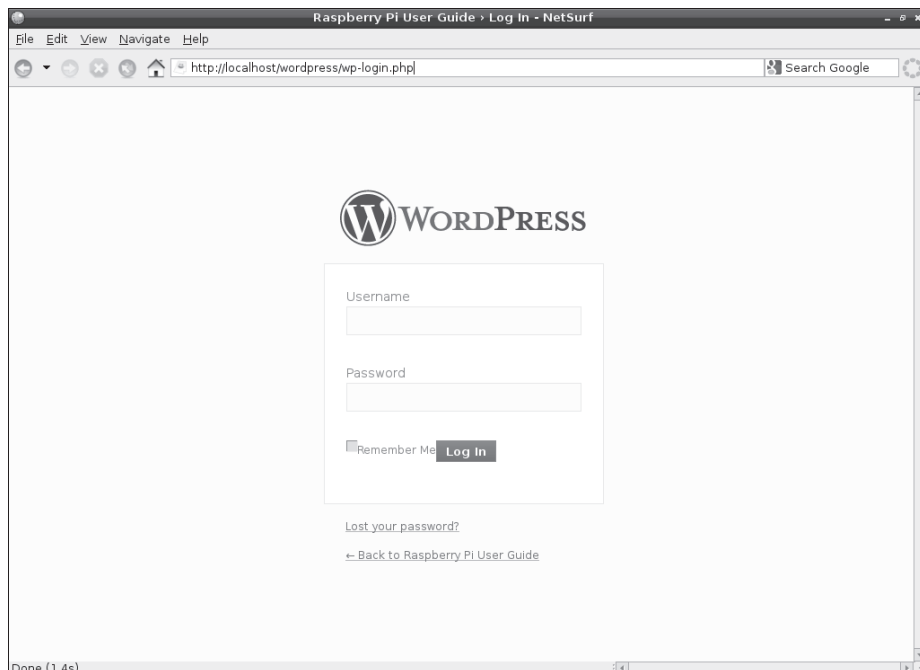 Raspberry Pi User Guide › Log In - NetSurf
File Edit View Navigate Help
http://localhost/wordpress/wp-login.php Search Google
WORDPRESS
Username
Password
Remember Me Log In
Lost your password?
← Back to Raspberry Pi User Guide
Done (1.4s)